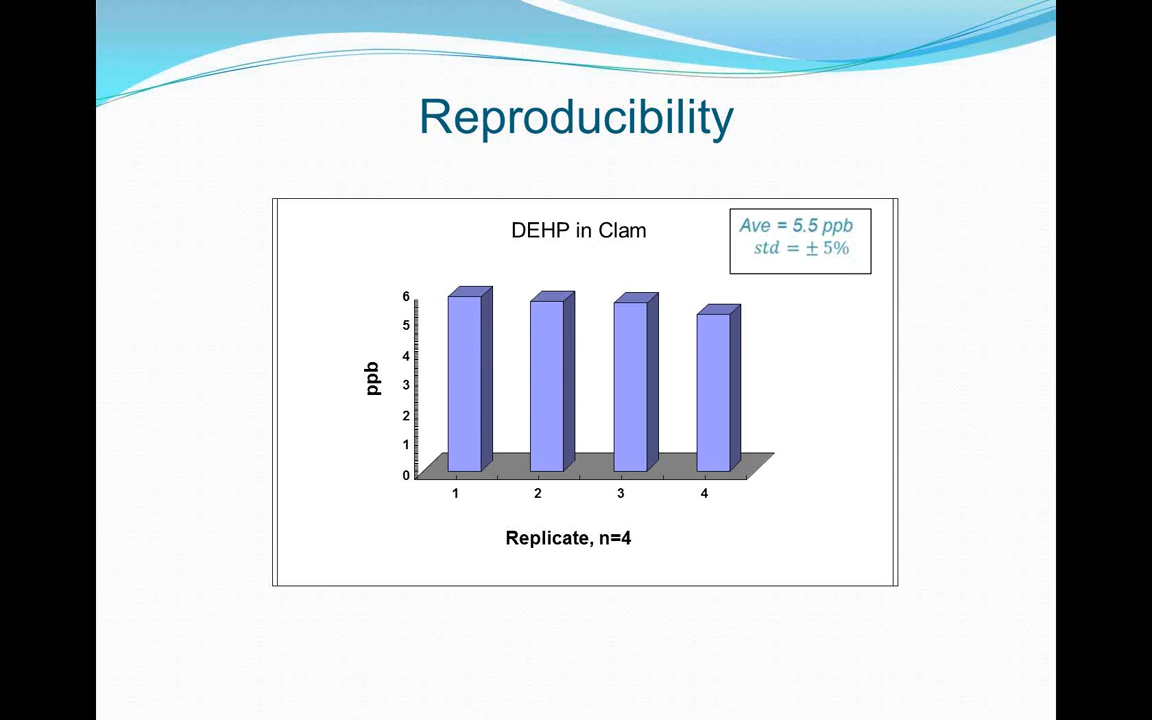 Reproducibility
DEHP in Clam
Ave = 5.5 ppb
std = ± 5%
6
5
4
3
2
1
0
ppb
1 2 3 4
Replicate, n=4